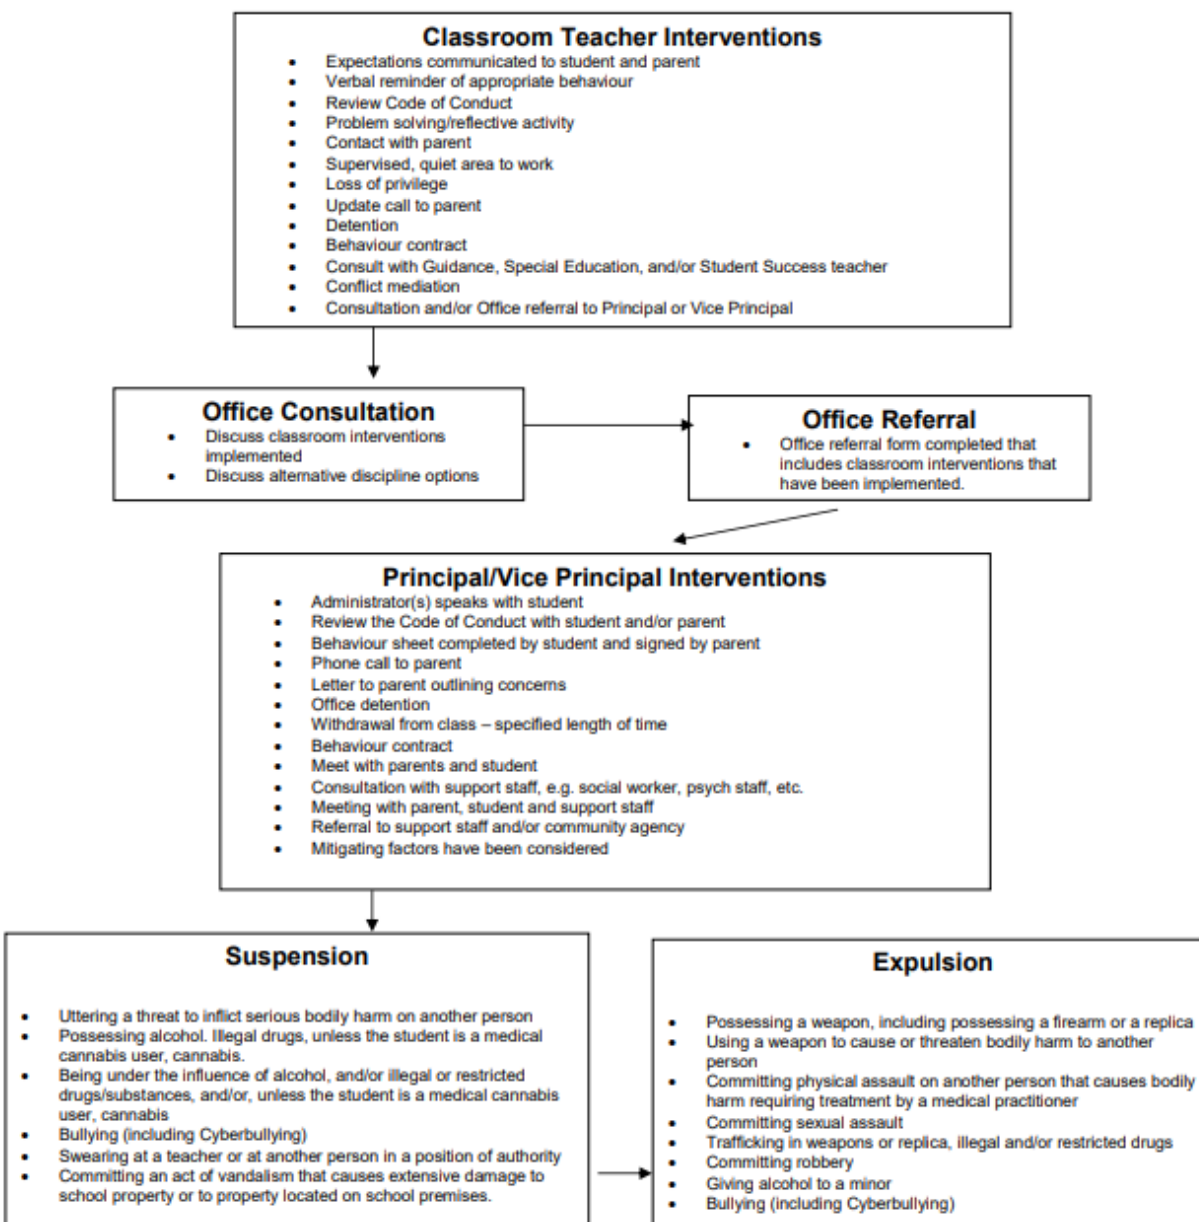 Classroom Teacher Interventions
• Expectations communicated to student and parent
• Verbal reminder of appropriate behaviour
• Review Code of Conduct
• Problem solving/reflective activity
• Contact with parent
• Supervised, quiet area to work
• Loss of privilege
• Update call to parent
• Detention
• Behaviour contract
• Consult with Guidance, Special Education, and/or Student Success teacher
• Conflict mediation
• Consultation and/or Office referral to Principal or Vice Principal
Office Consultation
• Discuss classroom interventions
implemented
• Discuss alternative discipline options
Office Referral
• Office referral form completed that
includes classroom interventions that
have been implemented.
Principal/Vice Principal Interventions
• Administrator(s) speaks with student
• Review the Code of Conduct with student and/or parent
• Behaviour sheet completed by student and signed by parent
• Phone call to parent
• Letter to parent outlining concerns
• Office detention
• Withdrawal from class – specified length of time
• Behaviour contract
• Meet with parents and student
• Consultation with support staff, e.g. social worker, psych staff, etc.
• Meeting with parent, student and support staff
• Referral to support staff and/or community agency
• Mitigating factors have been considered
Suspension
• Uttering a threat to inflict serious bodily harm on another person
• Possessing alcohol. Illegal drugs, unless the student is a medical
cannabis user, cannabis.
• Being under the influence of alcohol, and/or illegal or restricted
drugs/substances, and/or, unless the student is a medical cannabis
user, cannabis
• Bullying (including Cyberbullying)
• Swearing at a teacher or at another person in a position of authority
• Committing an act of vandalism that causes extensive damage to
school property or to property located on school premises.
Expulsion
• Possessing a weapon, including possessing a firearm or a replica
• Using a weapon to cause or threaten bodily harm to another
person
• Committing physical assault on another person that causes bodily
harm requiring treatment by a medical practitioner
• Committing sexual assault
• Trafficking in weapons or replica, illegal and/or restricted drugs
• Committing robbery
• Giving alcohol to a minor
• Bullying (including Cyberbullying)